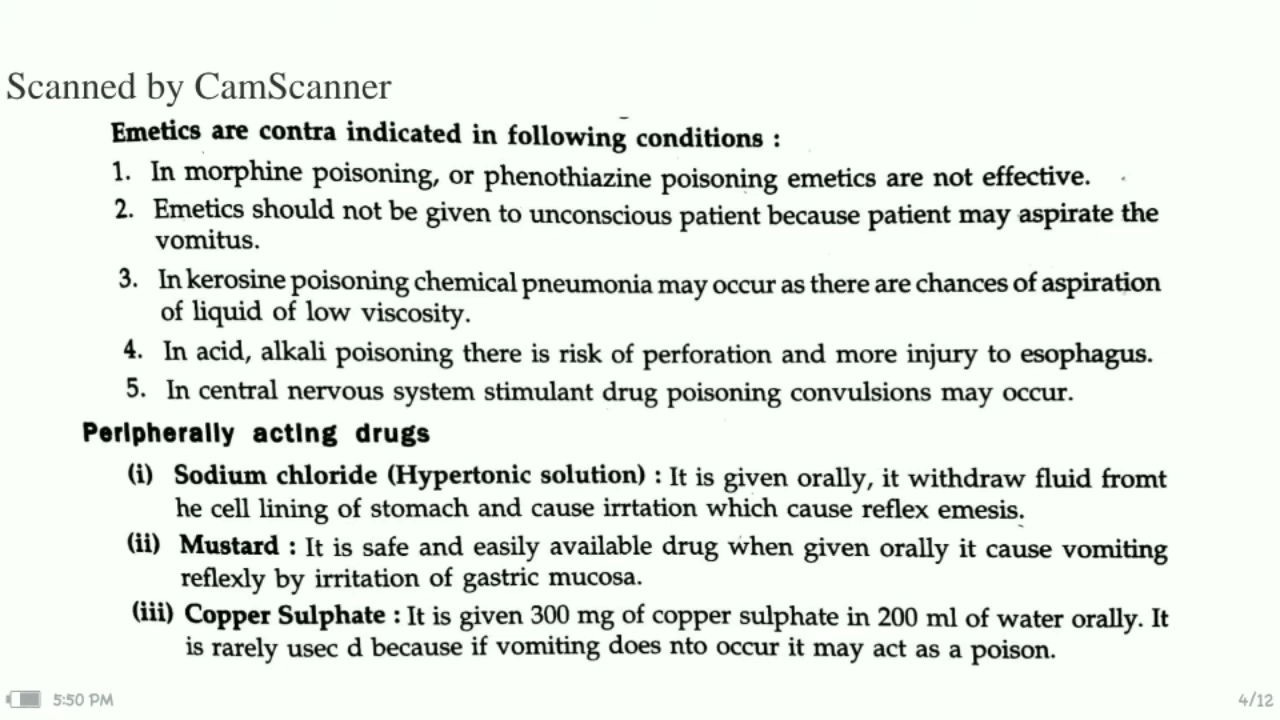 Scanned by CamScanner
Emetics are contra indicated in following conditions :
1. In morphine poisoning, or phenothiazine poisoning emetics are not effective.
2. Emetics should not be given to unconscious patient because patient may aspirate the
vomitus.
3. In kerosine poisoning chemical pneumonia may occur as there are chances of aspiration
of liquid of low viscosity.
4. In acid, alkali poisoning there is risk of perforation and more injury to esophagus.
5. In central nervous system stimulant drug poisoning convulsions may occur.
Peripherally acting drugs
(i) Sodium chloride (Hypertonic solution) : It is given orally, it withdraw fluid fromt
he cell lining of stomach and cause irrtation which cause reflex emesis.
(ii) Mustard : It is safe and easily available drug when given orally it cause vomiting
reflexly by irritation of gastric mucosa.
(iii) Copper Sulphate : It is given 300 mg of copper sulphate in 200 ml of water orally. It
is rarely usec d because if vomiting does nto occur it may act as a poison.
5:50 PM
4/12